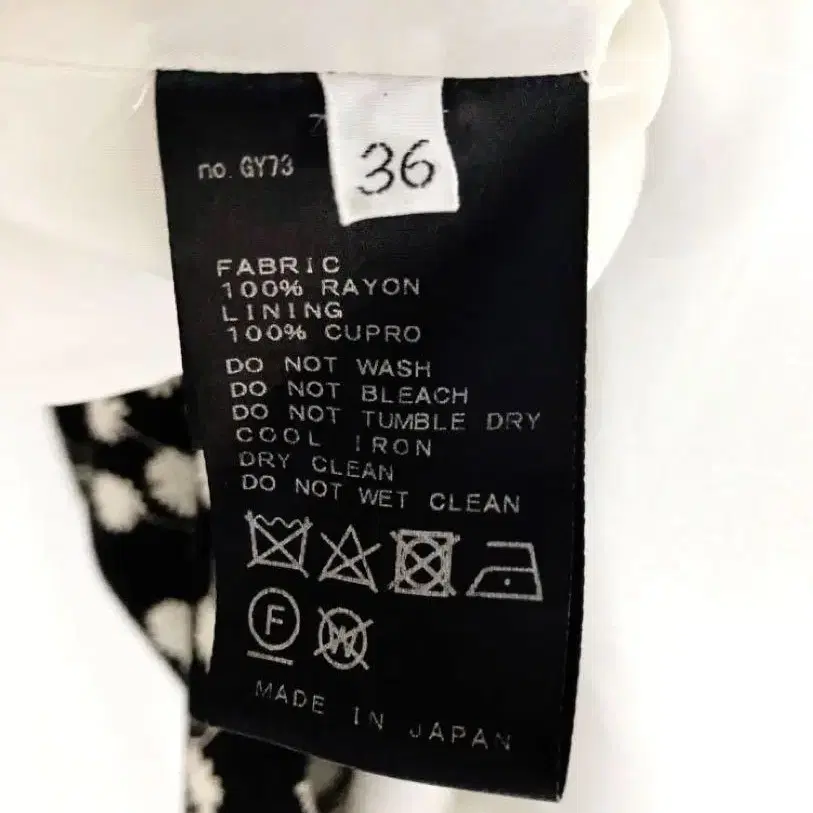 36
no. GY73
FABRIC
100% RAYON
LINING
100% CUPRO
DO NOT WASH
DO NOT BLEACH
DO NOT TUMBLE DRY
COOL IRON
DRY CLEAN
DO NOT WET CLEAN
F
W
MADE IN JAPAN